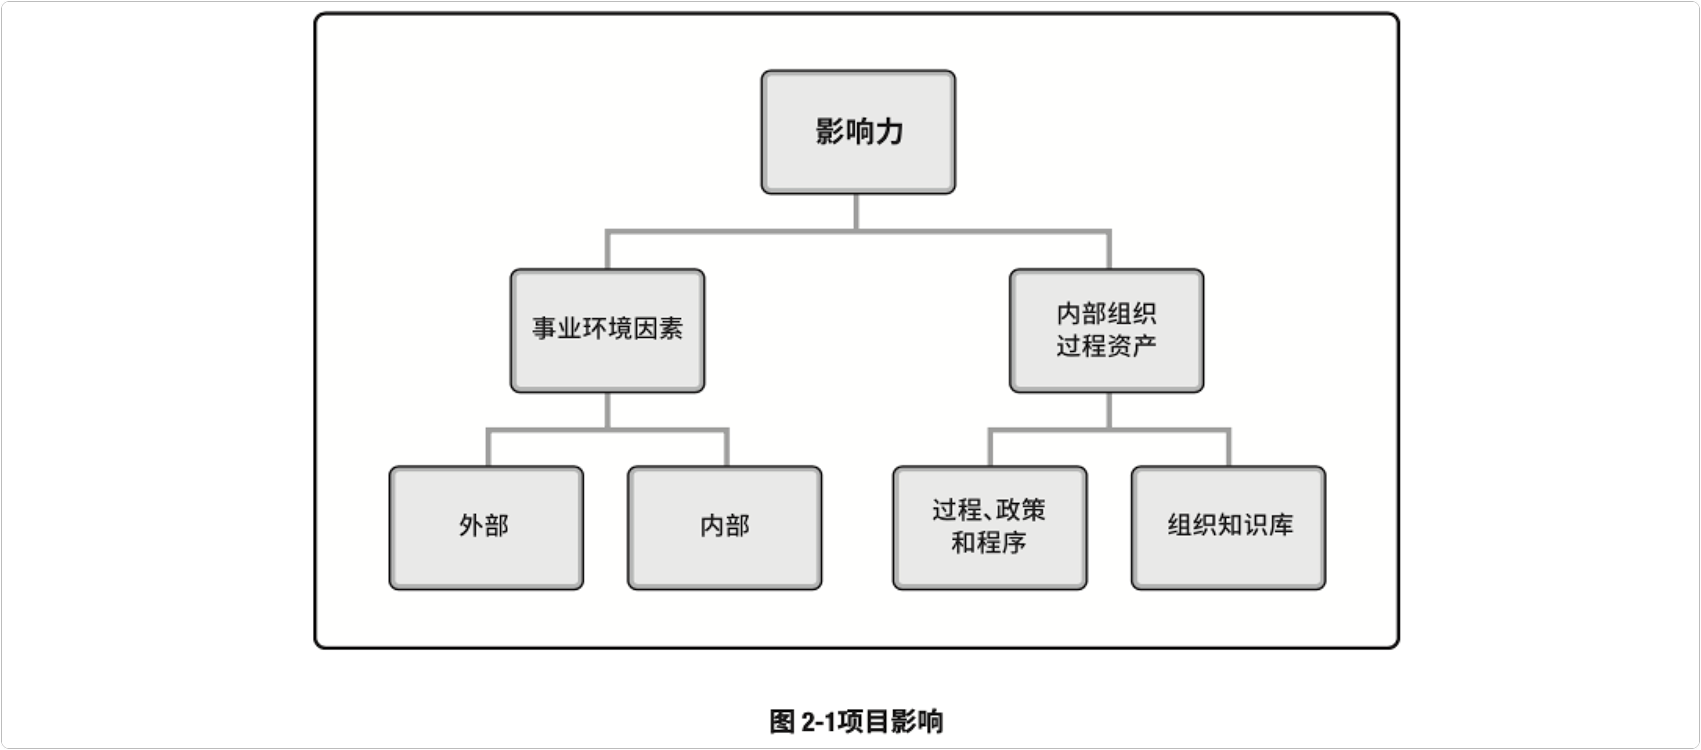 影响力
事业环境因素
内部组织
过程资产
外部
内部
过程、政策
和程序
组织知识库
图 2-1项目影响